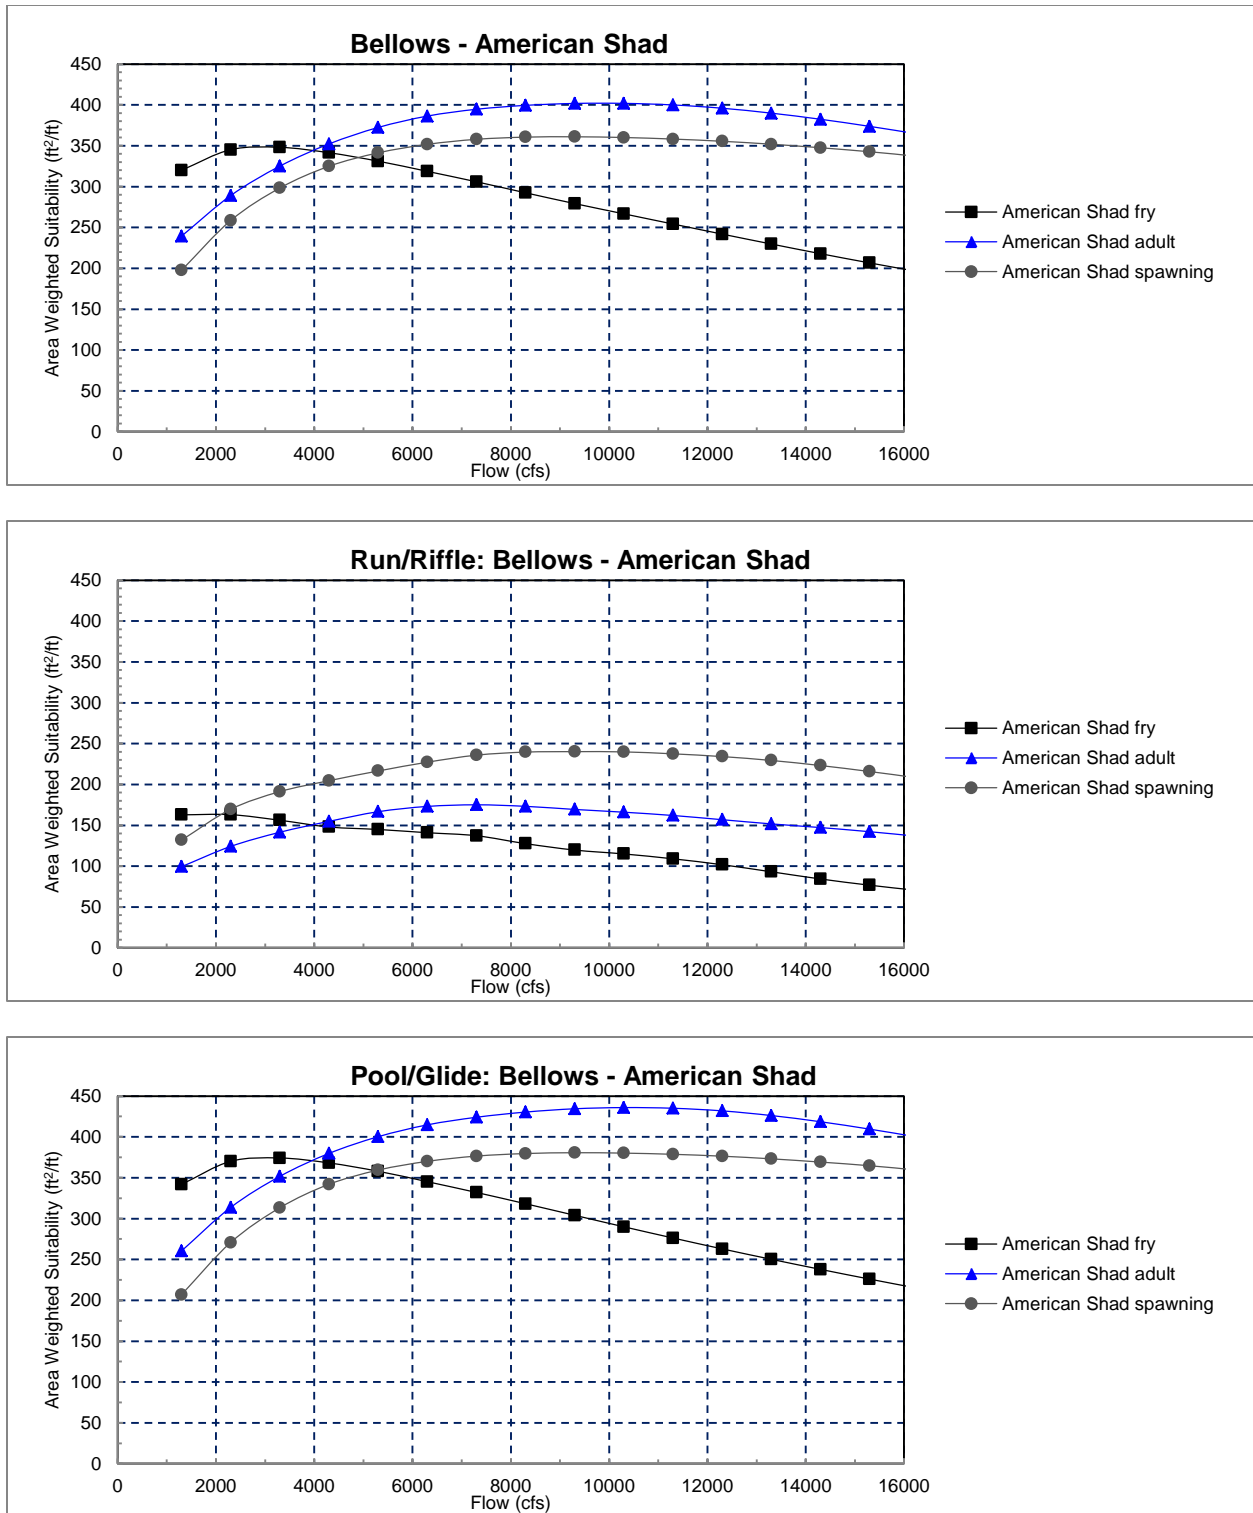 Bellows - American Shad
Area Weighted Suitability (ft²/ft)
450
400
350
300
250
200
150
100
50
0
0 2000 4000 6000 8000 10000 12000 14000 16000
Flow (cfs)
American Shad fry
American Shad adult
American Shad spawning
Run/Riffle: Bellows - American Shad
Area Weighted Suitability (ft²/ft)
450
400
350
300
250
200
150
100
50
0
0 2000 4000 6000 8000 10000 12000 14000 16000
Flow (cfs)
American Shad fry
American Shad adult
American Shad spawning
Pool/Glide: Bellows - American Shad
Area Weighted Suitability (ft²/ft)
450
400
350
300
250
200
150
100
50
0
0 2000 4000 6000 8000 10000 12000 14000 16000
Flow (cfs)
American Shad fry
American Shad adult
American Shad spawning